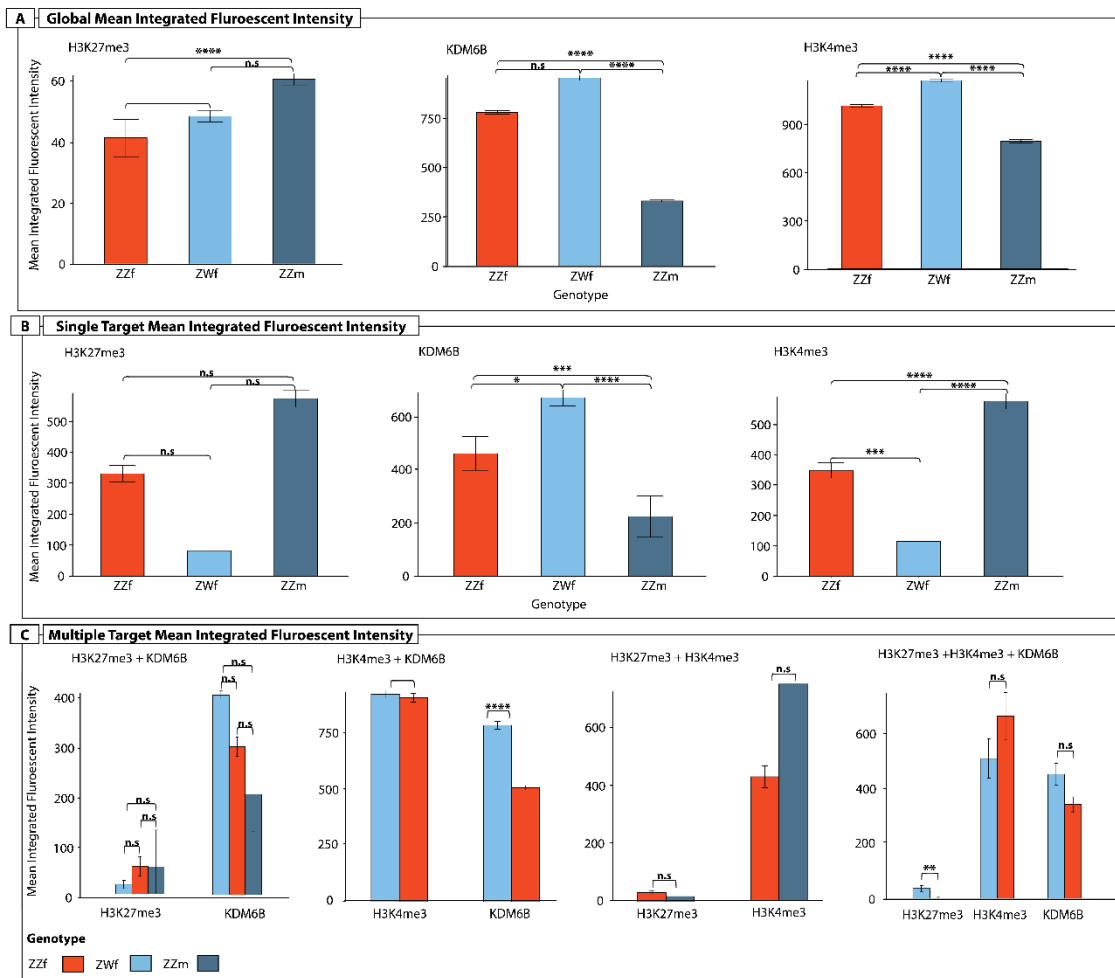 A Global Mean Integrated Fluroescent Intensity
H3K27me3
KDM6B
H3K4me3
Mean Integrated Fluorescent Intensity
60
40
20
0
****
n.s
ZZf ZWf ZZm
750
500
250
0
****
n.s ****
ZZf ZWf ZZm
Genotype
900
600
300
0
****
**** ****
ZZf ZWf ZZm
B Single Target Mean Integrated Fluroescent Intensity
H3K27me3
KDM6B
H3K4me3
Mean Integrated Fluroescent Intensity
500
400
300
200
100
0
n.s
n.s
n.s
ZZf ZWf ZZm
600
400
200
0
***
* ****
ZZf ZWf ZZm
Genotype
500
400
300
200
100
0
****
****
***
ZZf ZWf ZZm
C Multiple Target Mean Integrated Fluroescent Intensity
H3K27me3 + KDM6B
H3K4me3 + KDM6B
H3K27me3 + H3K4me3
H3K27me3 +H3K4me3 + KDM6B
Mean Integrated Fluroescent Intensity
400
300
200
100
0
n.s
n.s
n.s
n.s
n.s
n.s
H3K27me3 KDM6B
750
500
250
0
****
H3K4me3 KDM6B
600
400
200
0
n.s
n.s
H3K27me3 H3K4me3
600
400
200
0
n.s
n.s
**
H3K27me3 H3K4me3 KDM6B
Genotype
ZZf ZWf ZZm